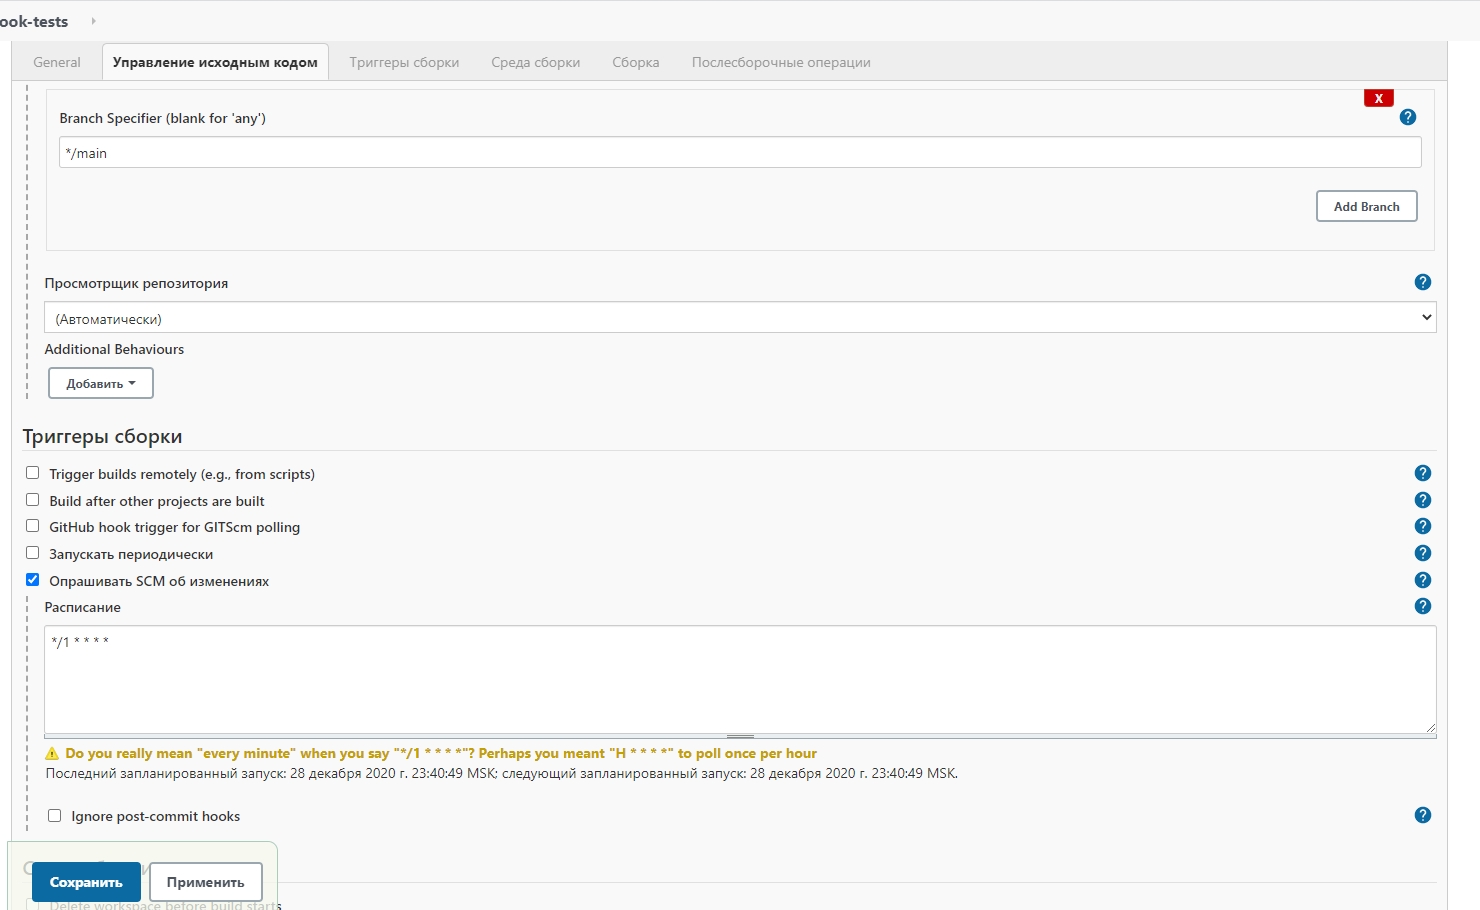 ook-tests
General Управление исходным кодом Триггеры сборки Среда сборки Сборка Послесборочные операции
X
Branch Specifier (blank for 'any')
*/main
Add Branch
Просмотрщик репозитория
(Автоматически)
Additional Behaviours
Добавить
Триггеры сборки
Trigger builds remotely (e.g., from scripts)
Build after other projects are built
GitHub hook trigger for GITScm polling
Запускать периодически
Опрашивать SCM об изменениях
Расписание
*/1 * * * *
Do you really mean "every minute" when you say "*/1 * * * *"? Perhaps you meant "H * * * *" to poll once per hour
Последний запланированный запуск: 28 декабря 2020 г. 23:40:49 MSK; следующий запланированный запуск: 28 декабря 2020 г. 23:40:49 MSK.
Ignore post-commit hooks
Сохранить Применить
Delete workspace before build starts